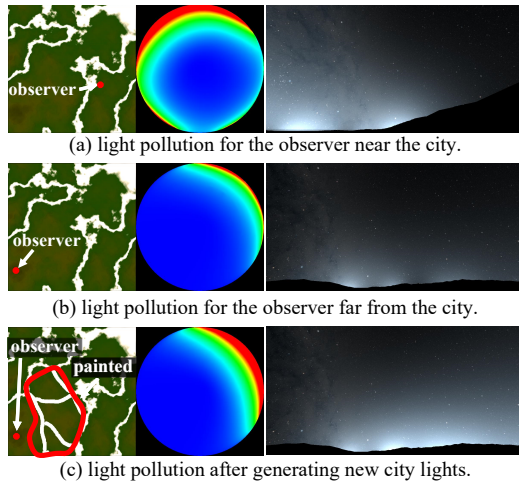 observer
(a) light pollution for the observer near the city.
observer
(b) light pollution for the observer far from the city.
observer
painted
(c) light pollution after generating new city lights.